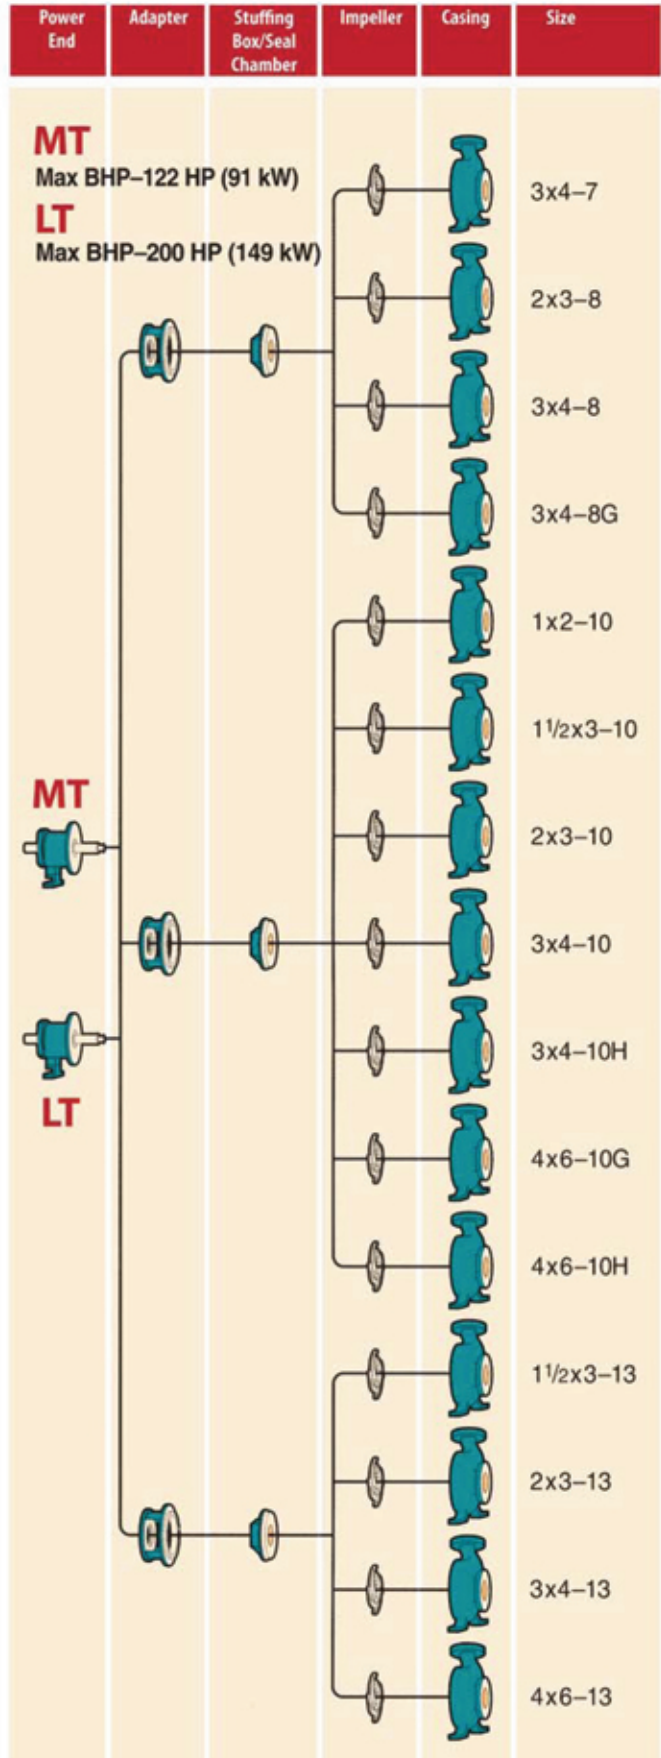 Power
End
Adapter
Stuffing
Box/Seal
Chamber
Impeller
Casing
Size
MT
Max BHP–122 HP (91 kW)
LT
Max BHP–200 HP (149 kW)
3x4–7
2x3–8
3x4–8
3x4–8G
1x2–10
1½x3–10
MT
2x3–10
3x4–10
3x4–10H
LT
4x6–10G
4x6–10H
1½x3–13
2x3–13
3x4–13
4x6–13